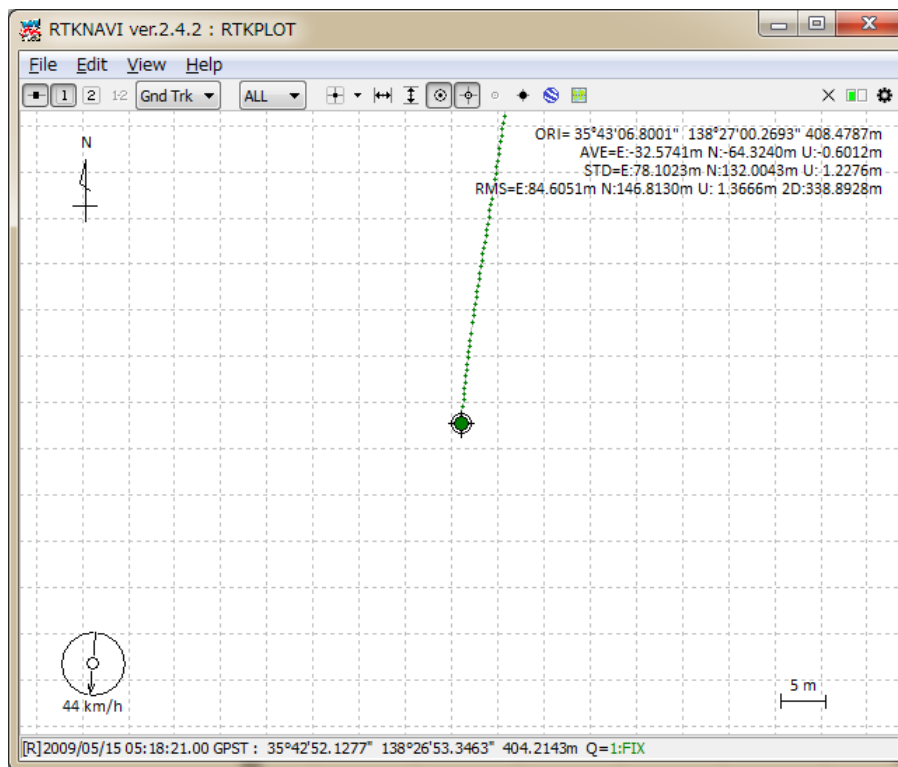 RTKNAVI ver.2.4.2 : RTKPLOT
File Edit View Help
1 2 1-2 Gnd Trk ALL
ORI= 35°43'06.8001" 138°27'00.2693" 408.4787m
AVE=E:-32.5741m N:-64.3240m U:-0.6012m
STD=E:78.1023m N:132.0043m U: 1.2276m
RMS=E:84.6051m N:146.8130m U: 1.3666m 2D:338.8928m
N
44 km/h
5 m
[R]2009/05/15 05:18:21.00 GPST : 35°42'52.1277" 138°26'53.3463" 404.2143m Q=1:FIX